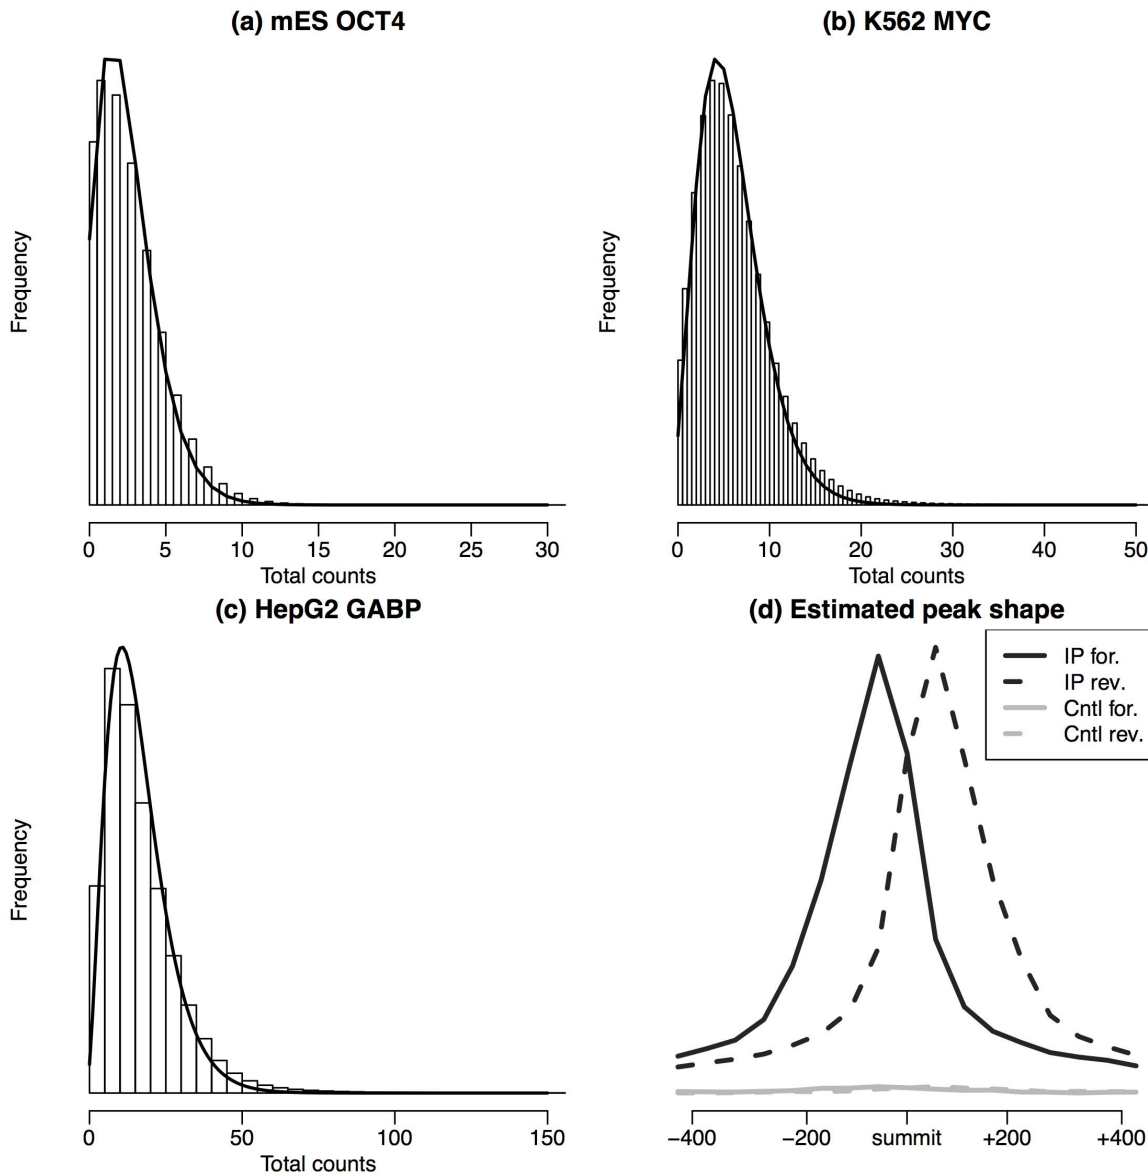 (a) mES OCT4
Frequency
0 5 10 15 20 25 30
Total counts
(b) K562 MYC
Frequency
0 10 20 30 40 50
Total counts
(c) HepG2 GABP
Frequency
0 50 100 150
Total counts
(d) Estimated peak shape
IP for.
IP rev.
Cntl for.
Cntl rev.
−400 −200 summit +200 +400